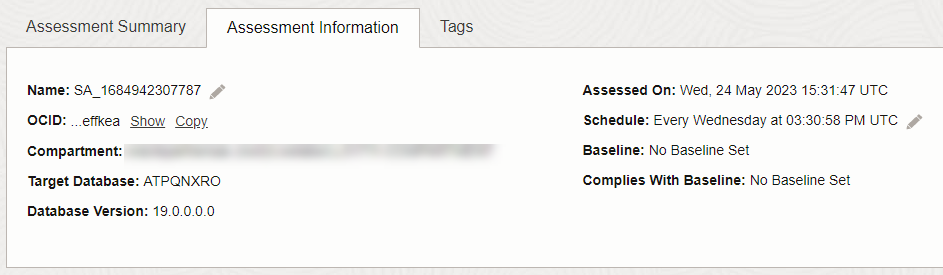 Assessment Summary
Assessment Information
Tags
Name: SA_1684942307787
OCID: ...effkea Show Copy
Compartment:
Target Database: ATPQNXRO
Database Version: 19.0.0.0.0
Assessed On: Wed, 24 May 2023 15:31:47 UTC
Schedule: Every Wednesday at 03:30:58 PM UTC
Baseline: No Baseline Set
Complies With Baseline: No Baseline Set